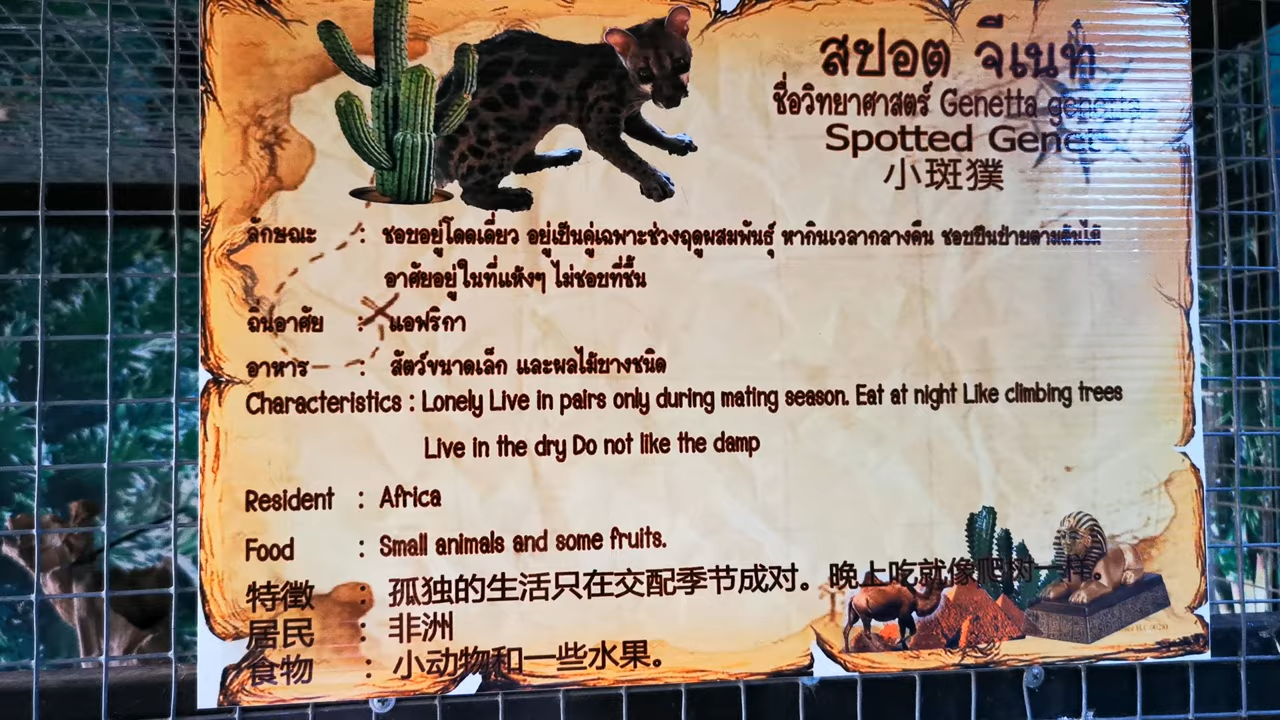 สปอต จีเนท์
ชื่อวิทยาศาสตร์ Genetta genetta
Spotted Genet
小斑獛
ลักษณะ : ชอบอยู่โดดเดี่ยว อยู่เป็นคู่เฉพาะช่วงฤดูผสมพันธุ์ หากินเวลากลางคืน ชอบปีนป่ายตามต้นไม้
อาศัยอยู่ในที่แห้งๆ ไม่ชอบที่ชื้น
ถิ่นอาศัย : แอฟริกา
อาหาร : สัตว์ขนาดเล็ก และผลไม้บางชนิด
Characteristics : Lonely Live in pairs only during mating season. Eat at night Like climbing trees
Live in the dry Do not like the damp
Resident : Africa
Food : Small animals and some fruits.
特徵 : 孤独的生活只在交配季节成对。晚上吃就像爬树一样。
居民 : 非洲
食物 : 小动物和一些水果。